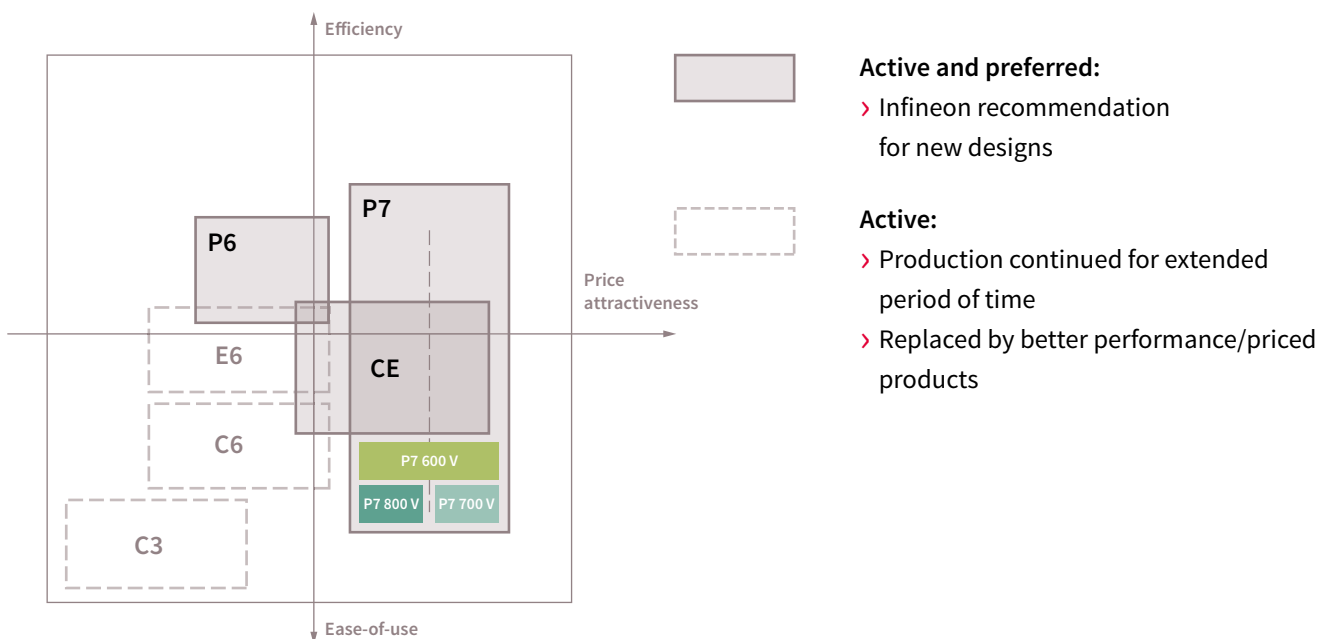 Efficiency
P7
P6
Price
attractiveness
E6
CE
C6
P7 600 V
P7 800 V
P7 700 V
C3
Ease-of-use
Active and preferred:
› Infineon recommendation
for new designs
Active:
› Production continued for extended
period of time
› Replaced by better performance/priced
products